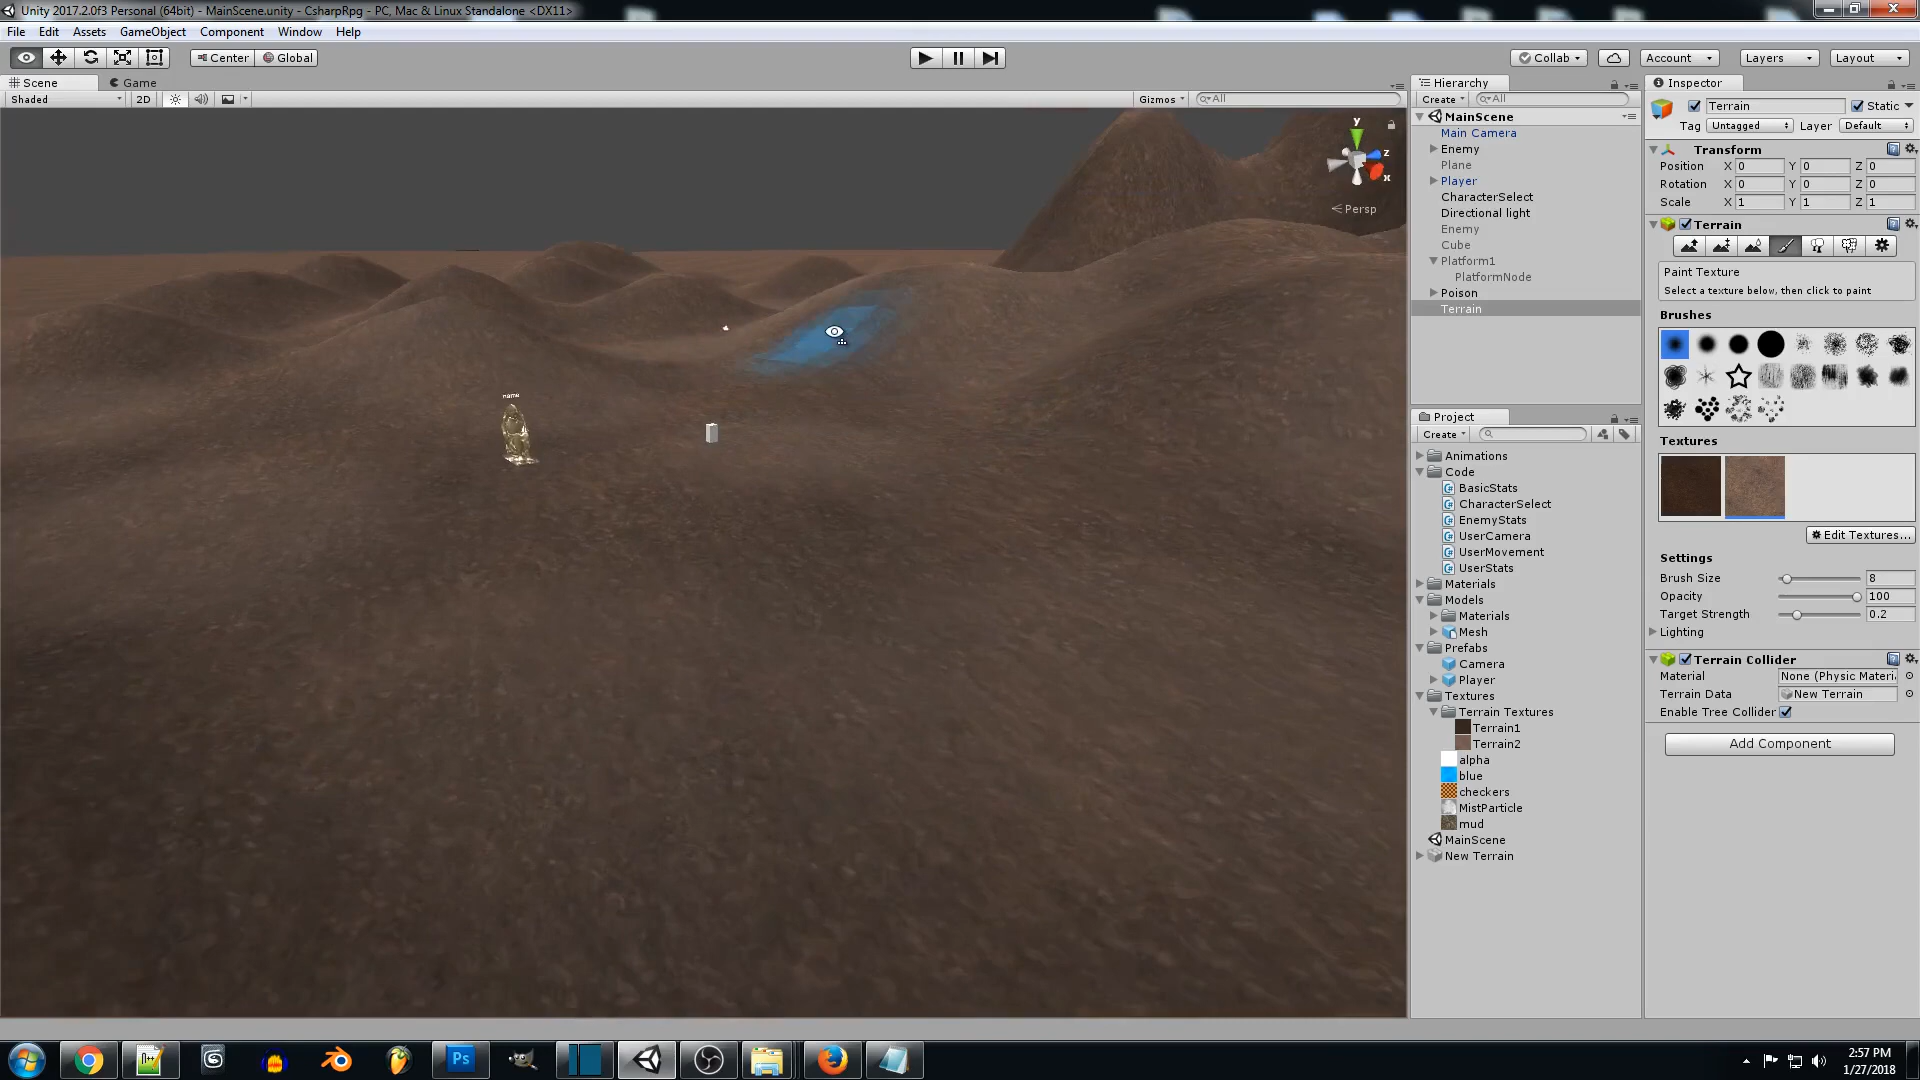 Unity 2017.2.0f3 Personal (64bit) - MainScene.unity - CsharpRpg - PC, Mac & Linux Standalone <DX11>
File Edit Assets GameObject Component Window Help
Center Global Collab Account Layers Layout
Scene Game
Shaded 2D Gizmos All
y
z
x
Persp
name
Hierarchy
Create All
MainScene
Main Camera
Enemy
Plane
Player
CharacterSelect
Directional light
Enemy
Cube
Platform1
PlatformNode
Poison
Terrain
Project
Create
Animations
Code
BasicStats
CharacterSelect
EnemyStats
UserCamera
UserMovement
UserStats
Materials
Models
Materials
Mesh
Prefabs
Camera
Player
Textures
Terrain Textures
Terrain1
Terrain2
alpha
blue
checkers
MistParticle
mud
MainScene
New Terrain
Inspector
Terrain Static
Tag Untagged Layer Default
Transform
Position X 0 Y 0 Z 0
Rotation X 0 Y 0 Z 0
Scale X 1 Y 1 Z 1
Terrain
Paint Texture
Select a texture below, then click to paint
Brushes
Textures
Edit Textures...
Settings
Brush Size 8
Opacity 100
Target Strength 0.2
Lighting
Terrain Collider
Material None (Physic Materi
Terrain Data New Terrain
Enable Tree Collider
Add Component
Ps
2:57 PM
1/27/2018